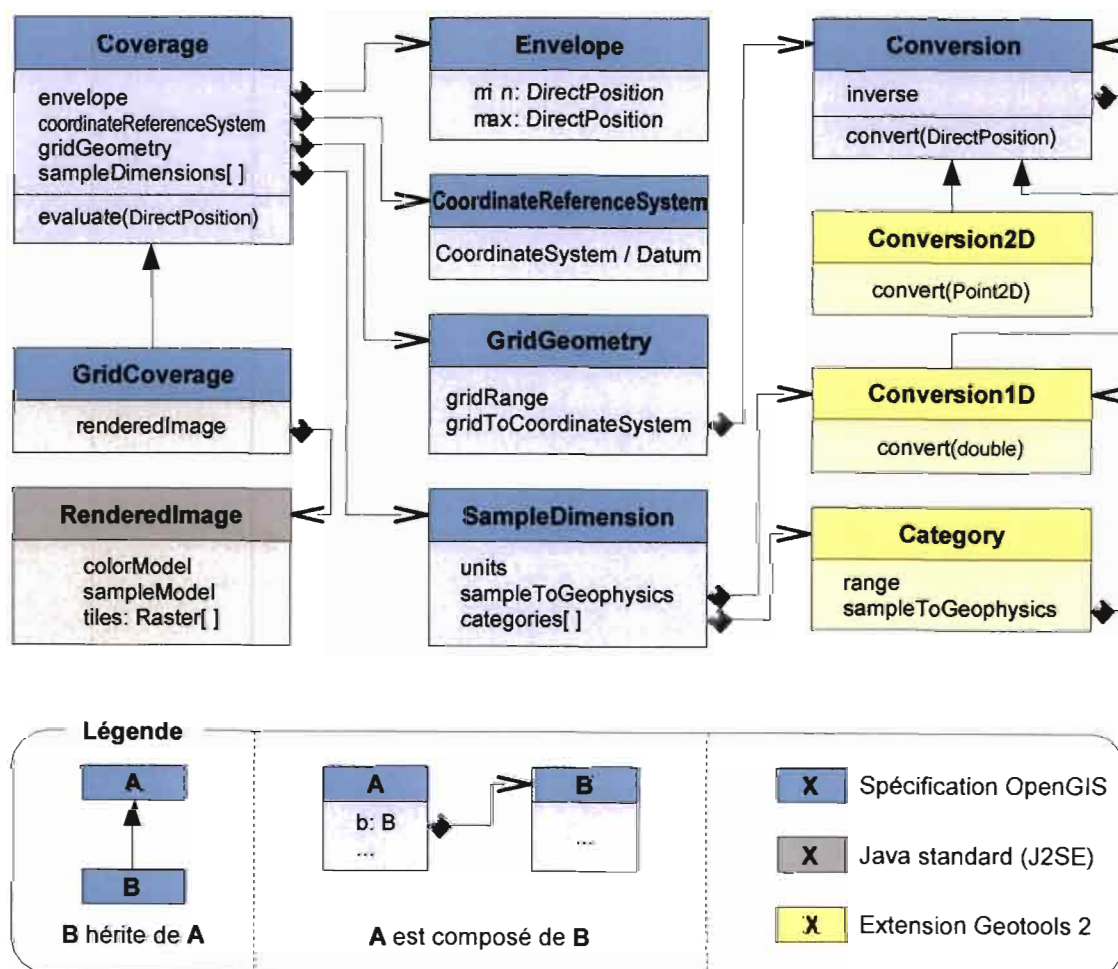 Coverage
envelope
coordinateReferenceSystem
gridGeometry
sampleDimensions[ ]
evaluate(DirectPosition)
GridCoverage
renderedImage
RenderedImage
colorModel
sampleModel
tiles: Raster[ ]
Envelope
min: DirectPosition
max: DirectPosition
CoordinateReferenceSystem
CoordinateSystem / Datum
GridGeometry
gridRange
gridToCoordinateSystem
SampleDimension
units
sampleToGeophysics
categories[ ]
Conversion
inverse
convert(DirectPosition)
Conversion2D
convert(Point2D)
Conversion1D
convert(double)
Category
range
sampleToGeophysics
Légende
A
B
B hérite de A
A
b: B
...
B
...
A est composé de B
X Spécification OpenGIS
X Java standard (J2SE)
X Extension Geotools 2